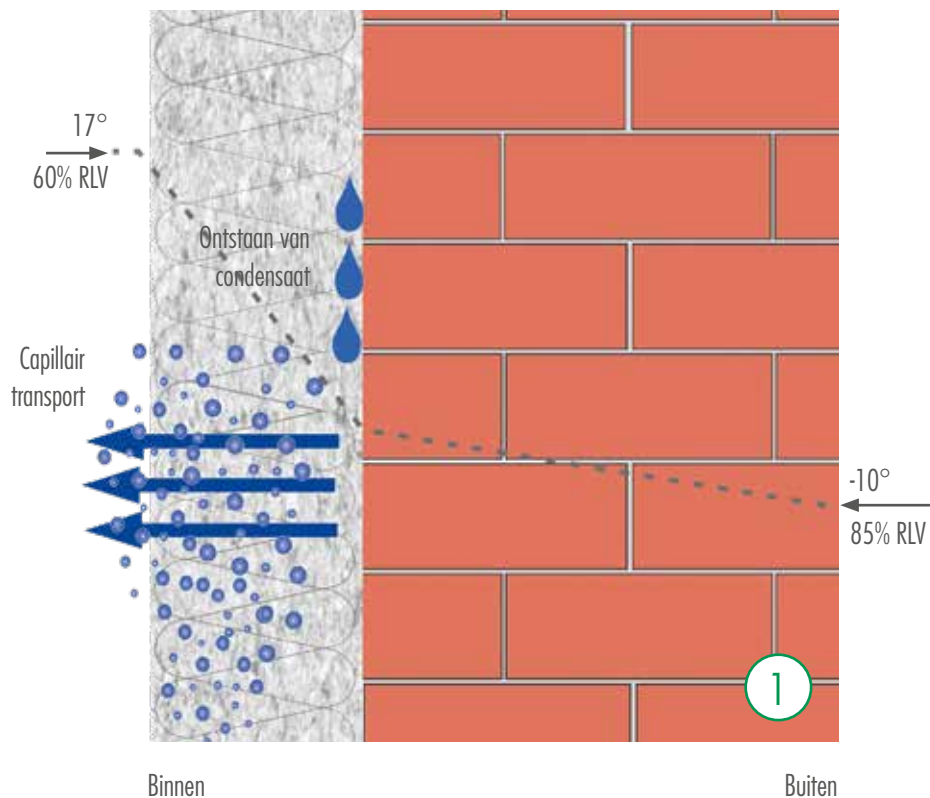 17°
60% RLV
Ontstaan van
condensaat
Capillair
transport
-10°
85% RLV
1
Binnen
Buiten